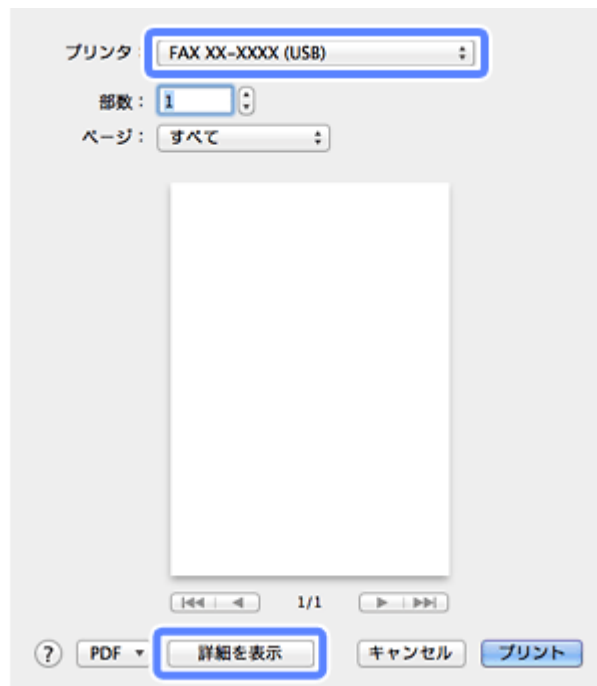 プリンタ： FAX XX-XXXX (USB)
部数： 1
ページ： すべて
1/1
? PDF 詳細を表示 キャンセル プリント